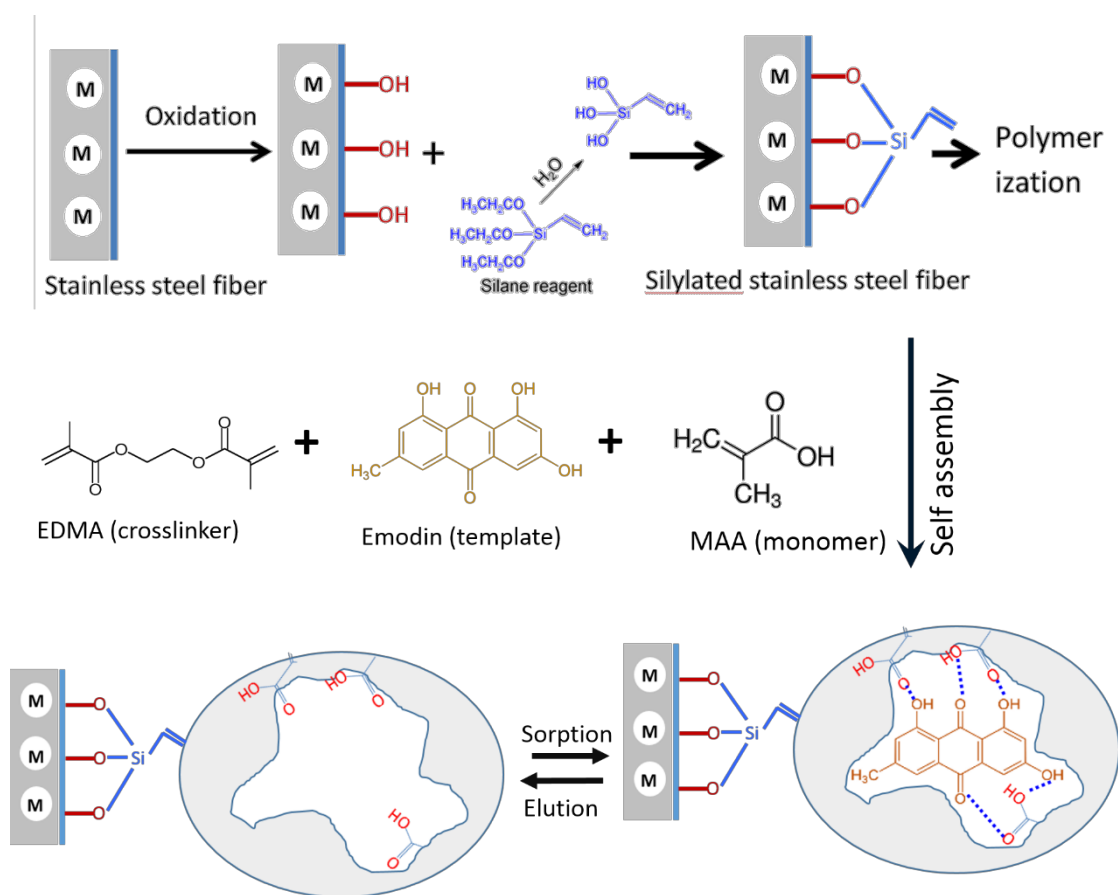 M
M
M
Oxidation
Stainless steel fiber
M
M
M
OH
OH
OH
+
HO
HO
HO
Si
CH₂
H₂O
H₃CH₂CO
H₃CH₂CO
H₃CH₂CO
Si
CH₂
Silane reagent
M
M
M
O
O
O
Si
Silylated stainless steel fiber
Polymer
ization
Self assembly
O
O
O
O
EDMA (crosslinker)
+
OH
O
OH
H₃C
O
OH
Emodin (template)
+
H₂C
O
OH
CH₃
MAA (monomer)
M
M
M
O
O
O
Si
HO
O
HO
O
HO
O
Sorption
Elution
M
M
M
O
O
O
Si
HO
O
HO
O
OH
O
OH
H₃C
O
OH
HO
O